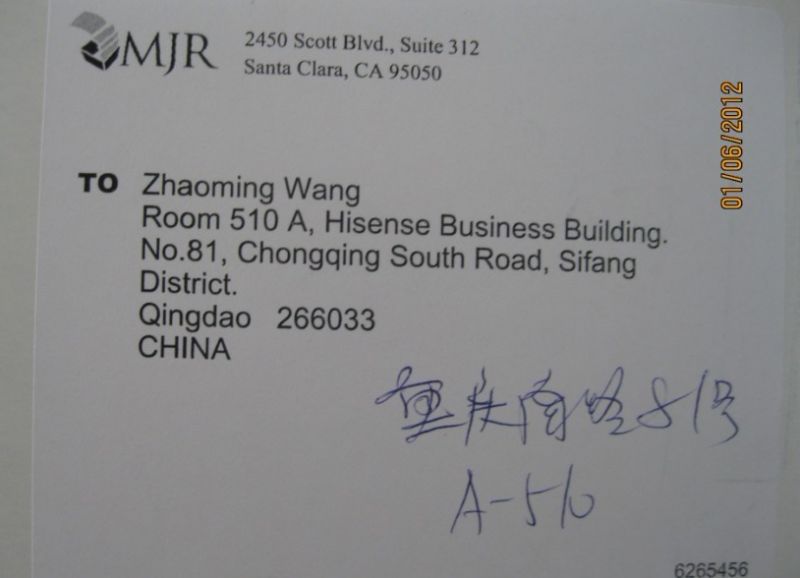 MJR
2450 Scott Blvd., Suite 312
Santa Clara, CA 95050
01/06/2012
TO Zhaoming Wang
Room 510 A, Hisense Business Building.
No.81, Chongqing South Road, Sifang
District.
Qingdao 266033
CHINA
重庆南路81号
A-510
6265456